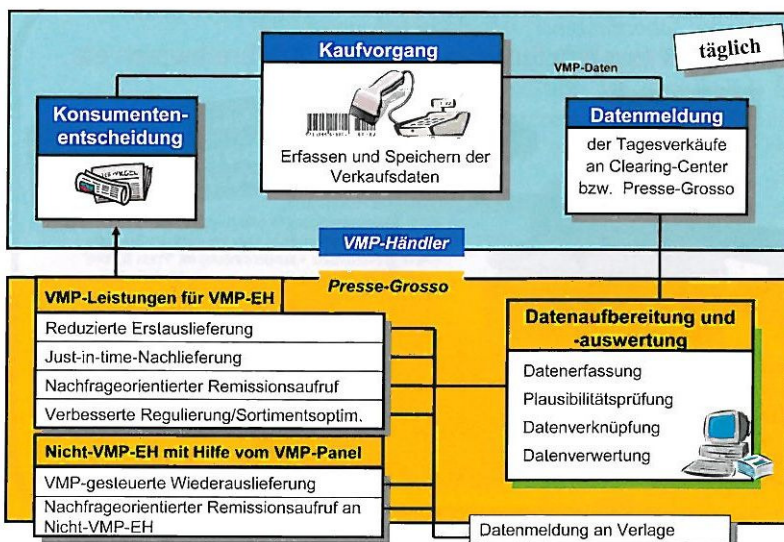 Kaufvorgang
täglich
VMP-Daten
Konsumenten-
entscheidung
Erfassen und Speichern der
Verkaufsdaten
Datenmeldung
der Tagesverkäufe
an Clearing-Center
bzw. Presse-Grosso
VMP-Händler
Presse-Grosso
VMP-Leistungen für VMP-EH
Reduzierte Erstauslieferung
Just-in-time-Nachlieferung
Nachfrageorientierter Remissionsaufruf
Verbesserte Regulierung/Sortimentsoptim.
Datenaufbereitung und
-auswertung
Datenerfassung
Plausibilitätsprüfung
Datenverknüpfung
Datenverwertung
Nicht-VMP-EH mit Hilfe vom VMP-Panel
VMP-gesteuerte Wiederauslieferung
Nachfrageorientierter Remissionsaufruf an
Nicht-VMP-EH
Datenmeldung an Verlage